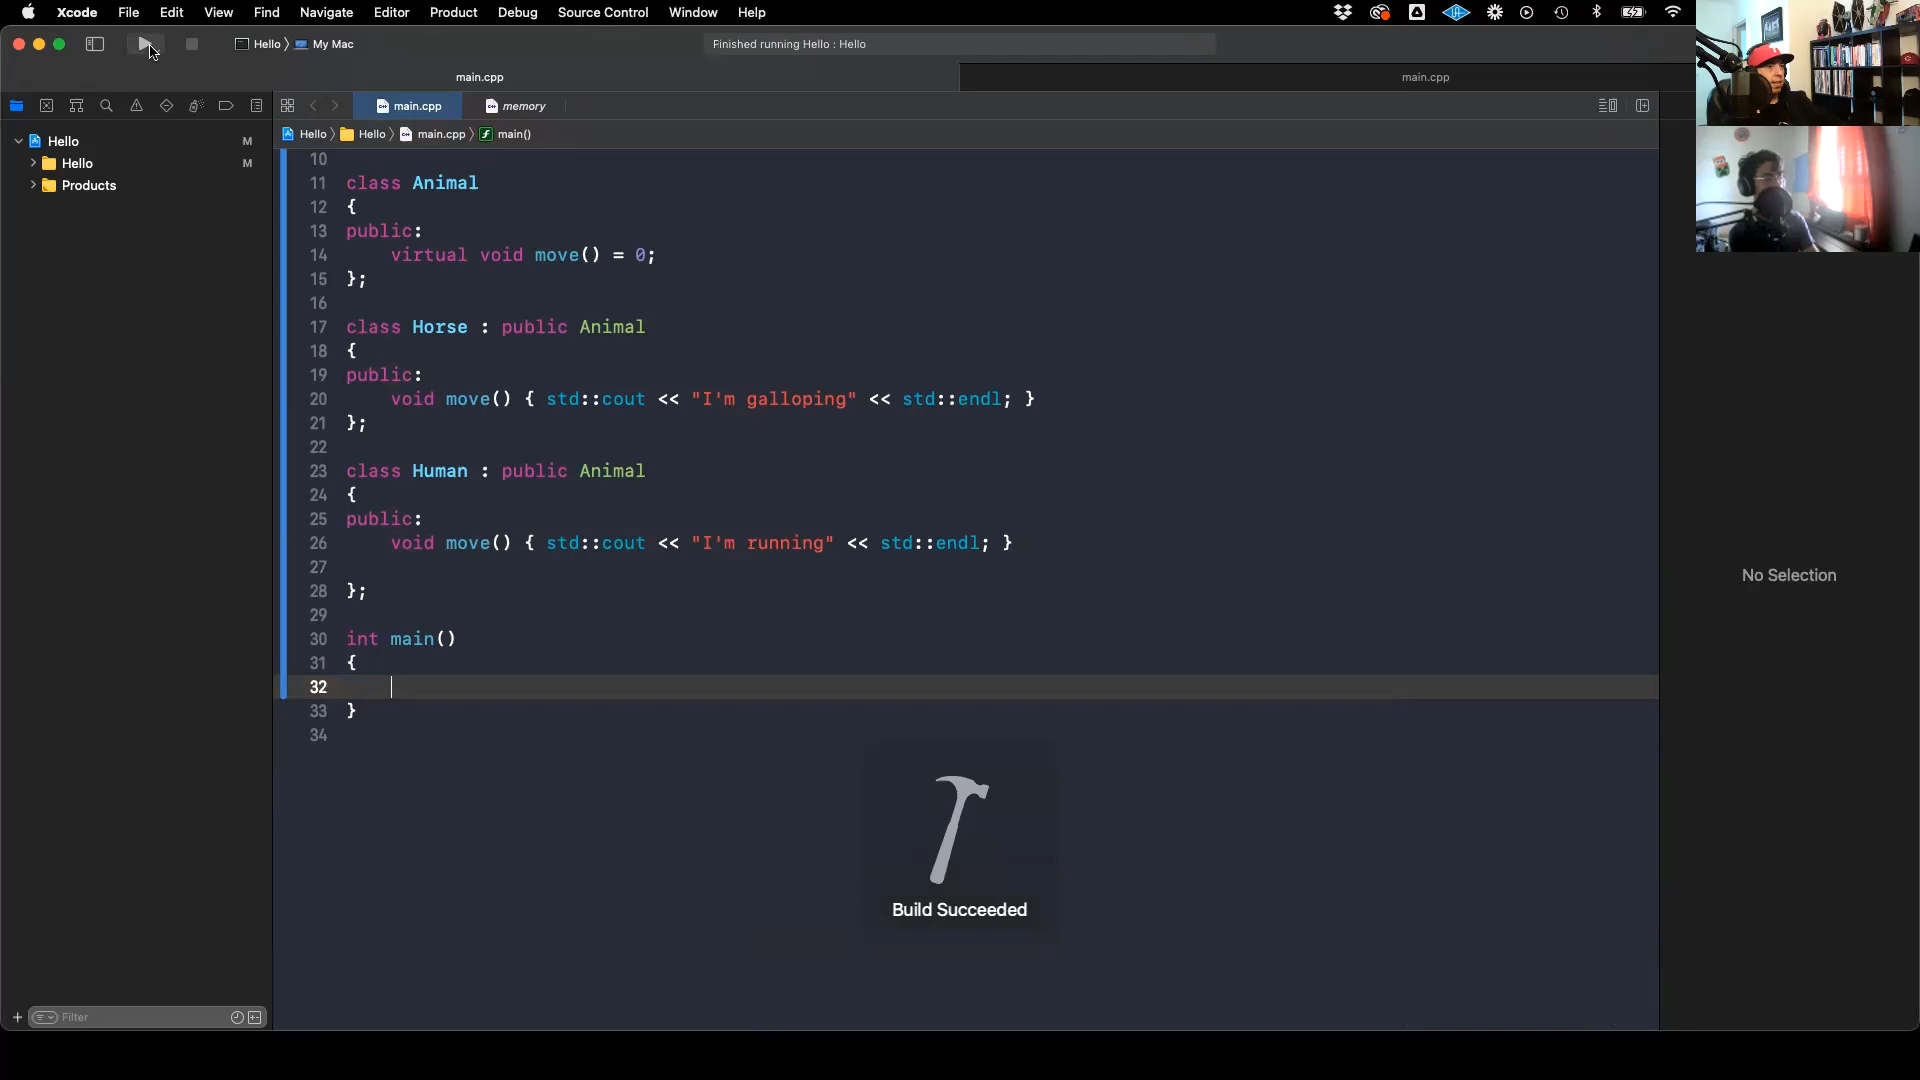 Xcode File Edit View Find Navigate Editor Product Debug Source Control Window Help
Hello 〉 My Mac
Finished running Hello : Hello
main.cpp
main.cpp
main.cpp
memory
Hello 〉 Hello 〉 main.cpp 〉 main()
Hello M
Hello M
Products
10
11 class Animal
12 {
13 public:
14 virtual void move() = 0;
15 };
16
17 class Horse : public Animal
18 {
19 public:
20 void move() { std::cout << "I'm galloping" << std::endl; }
21 };
22
23 class Human : public Animal
24 {
25 public:
26 void move() { std::cout << "I'm running" << std::endl; }
27
28 };
29
30 int main()
31 {
32
33 }
34
No Selection
Build Succeeded
Filter